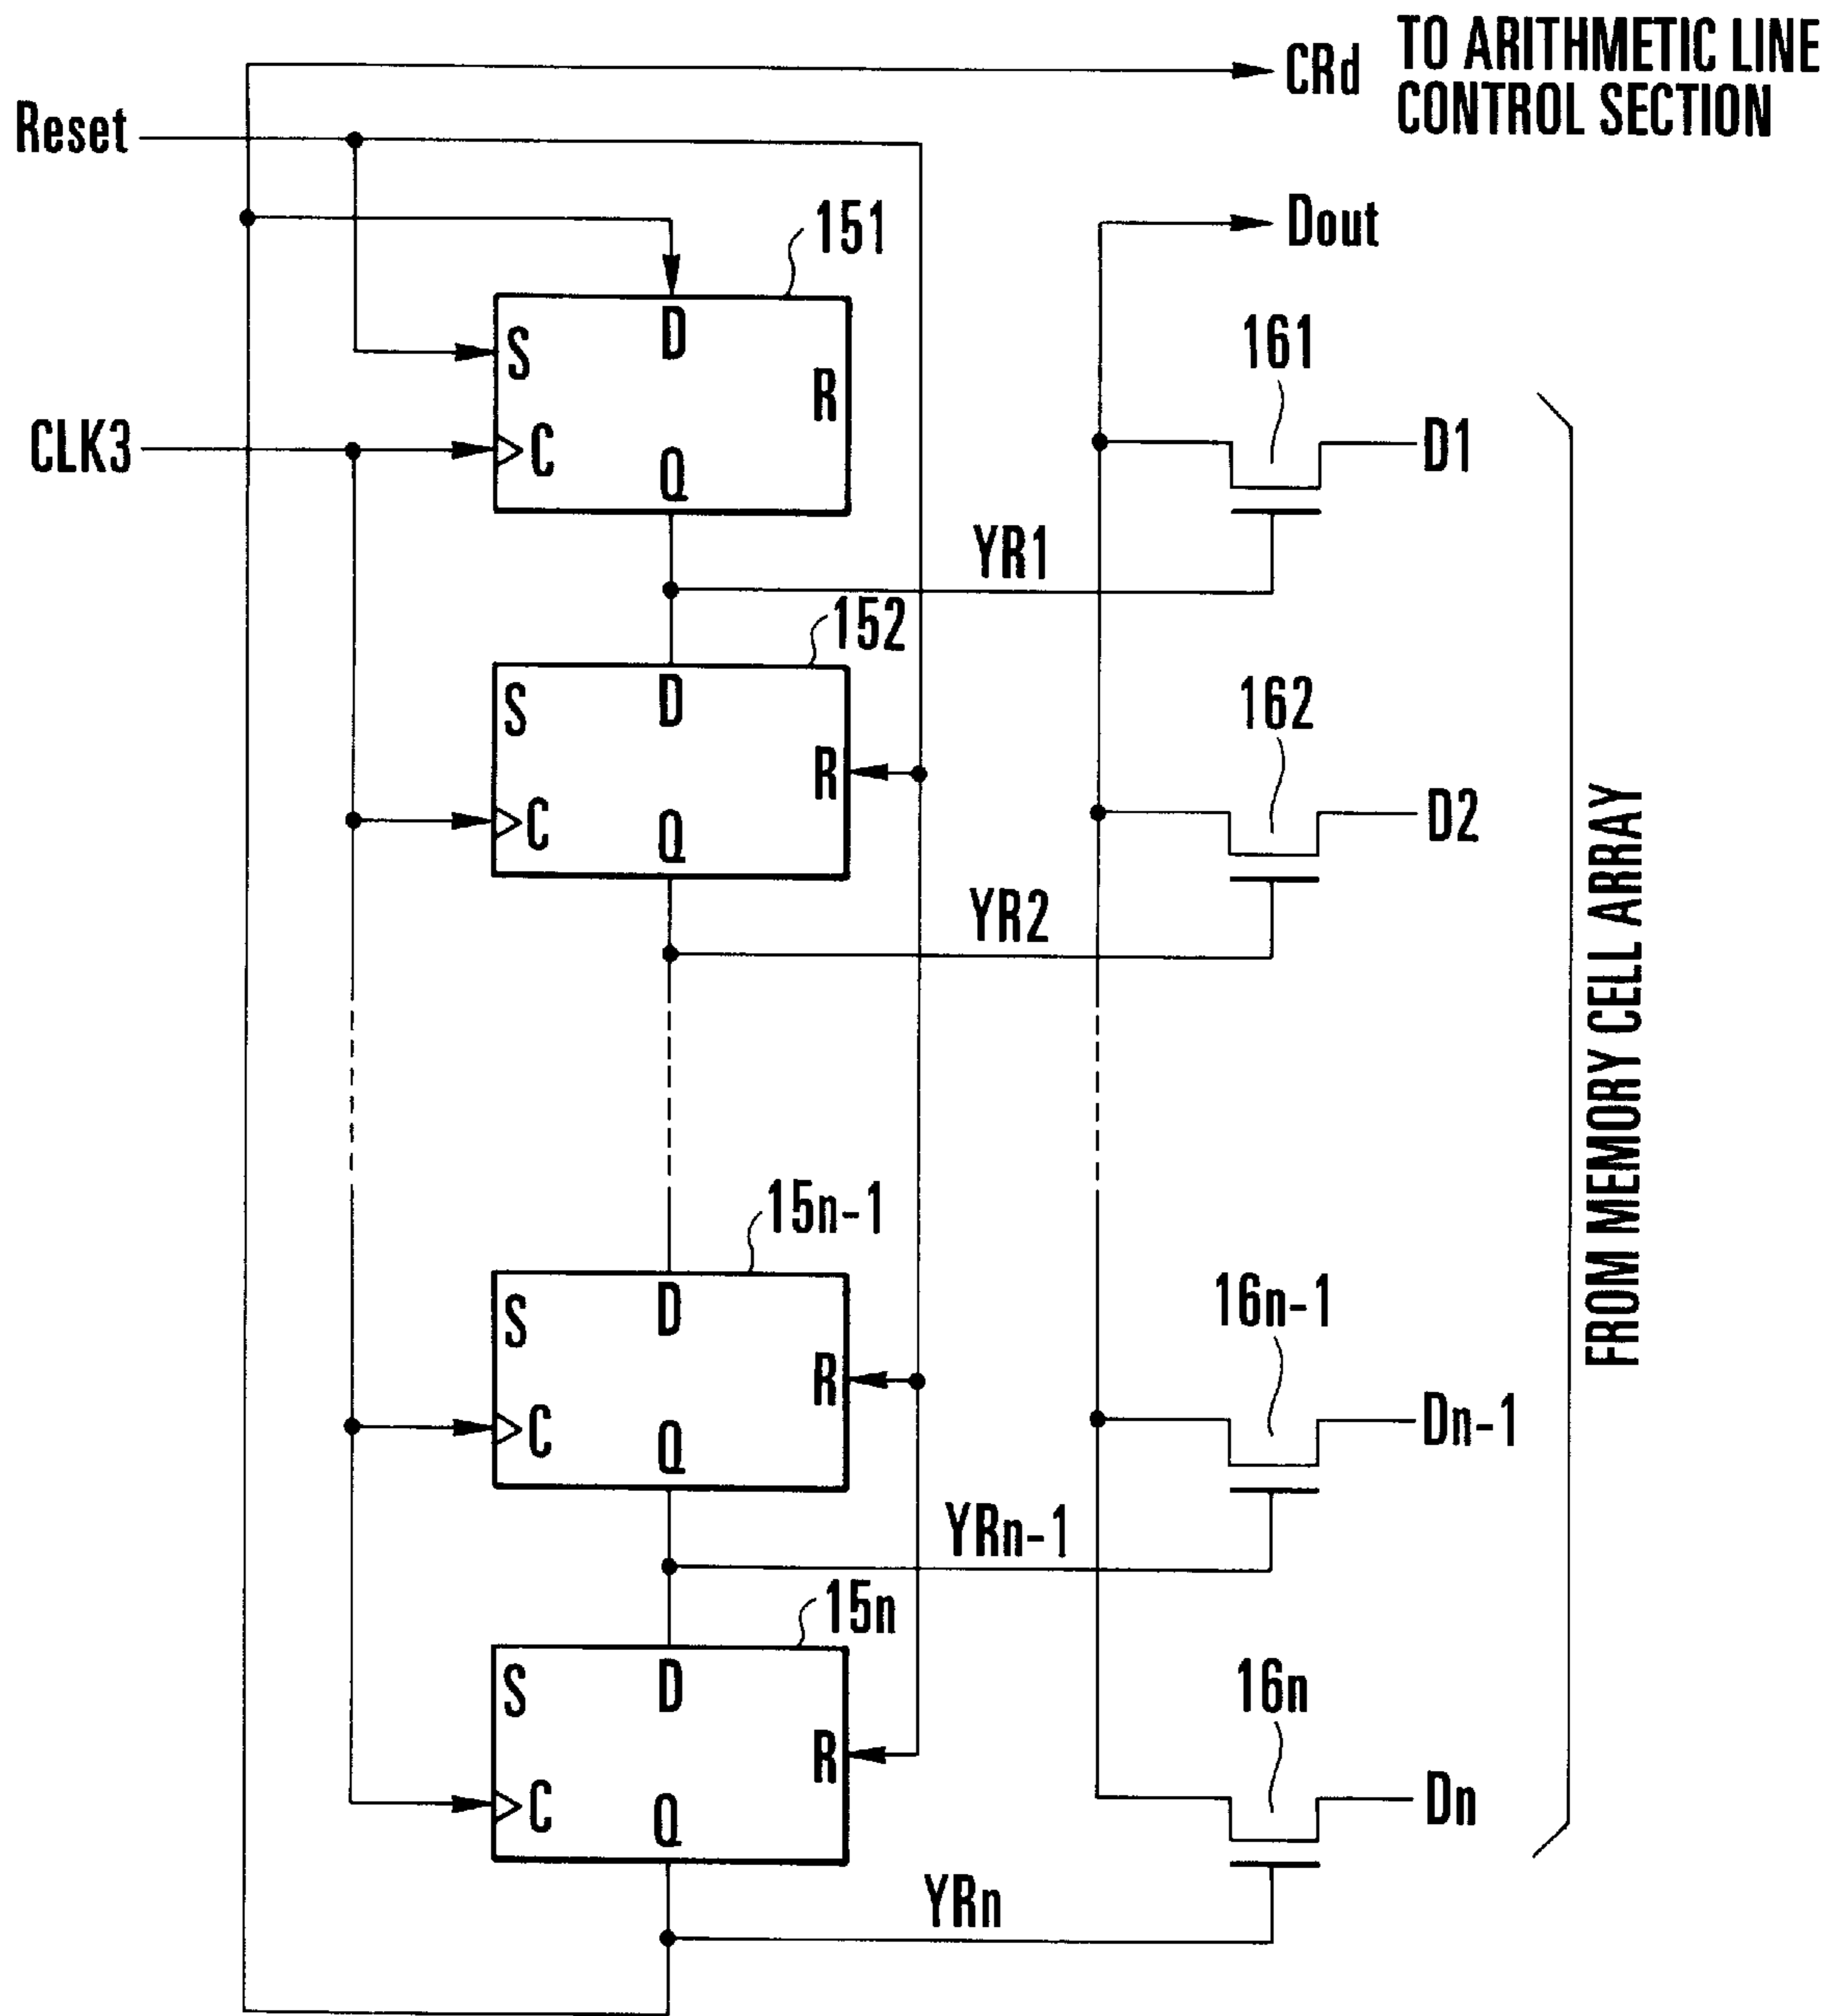 CRd
TO ARITHMETIC LINE
CONTROL SECTION
Reset
Dout
151
S
D
R
C
Q
CLK3
161
D1
YR1
152
S
D
R
C
Q
162
D2
YR2
15n-1
S
D
R
C
Q
16n-1
Dn-1
YRn-1
15n
S
D
R
C
Q
16n
Dn
YRn
FROM MEMORY CELL ARRAY